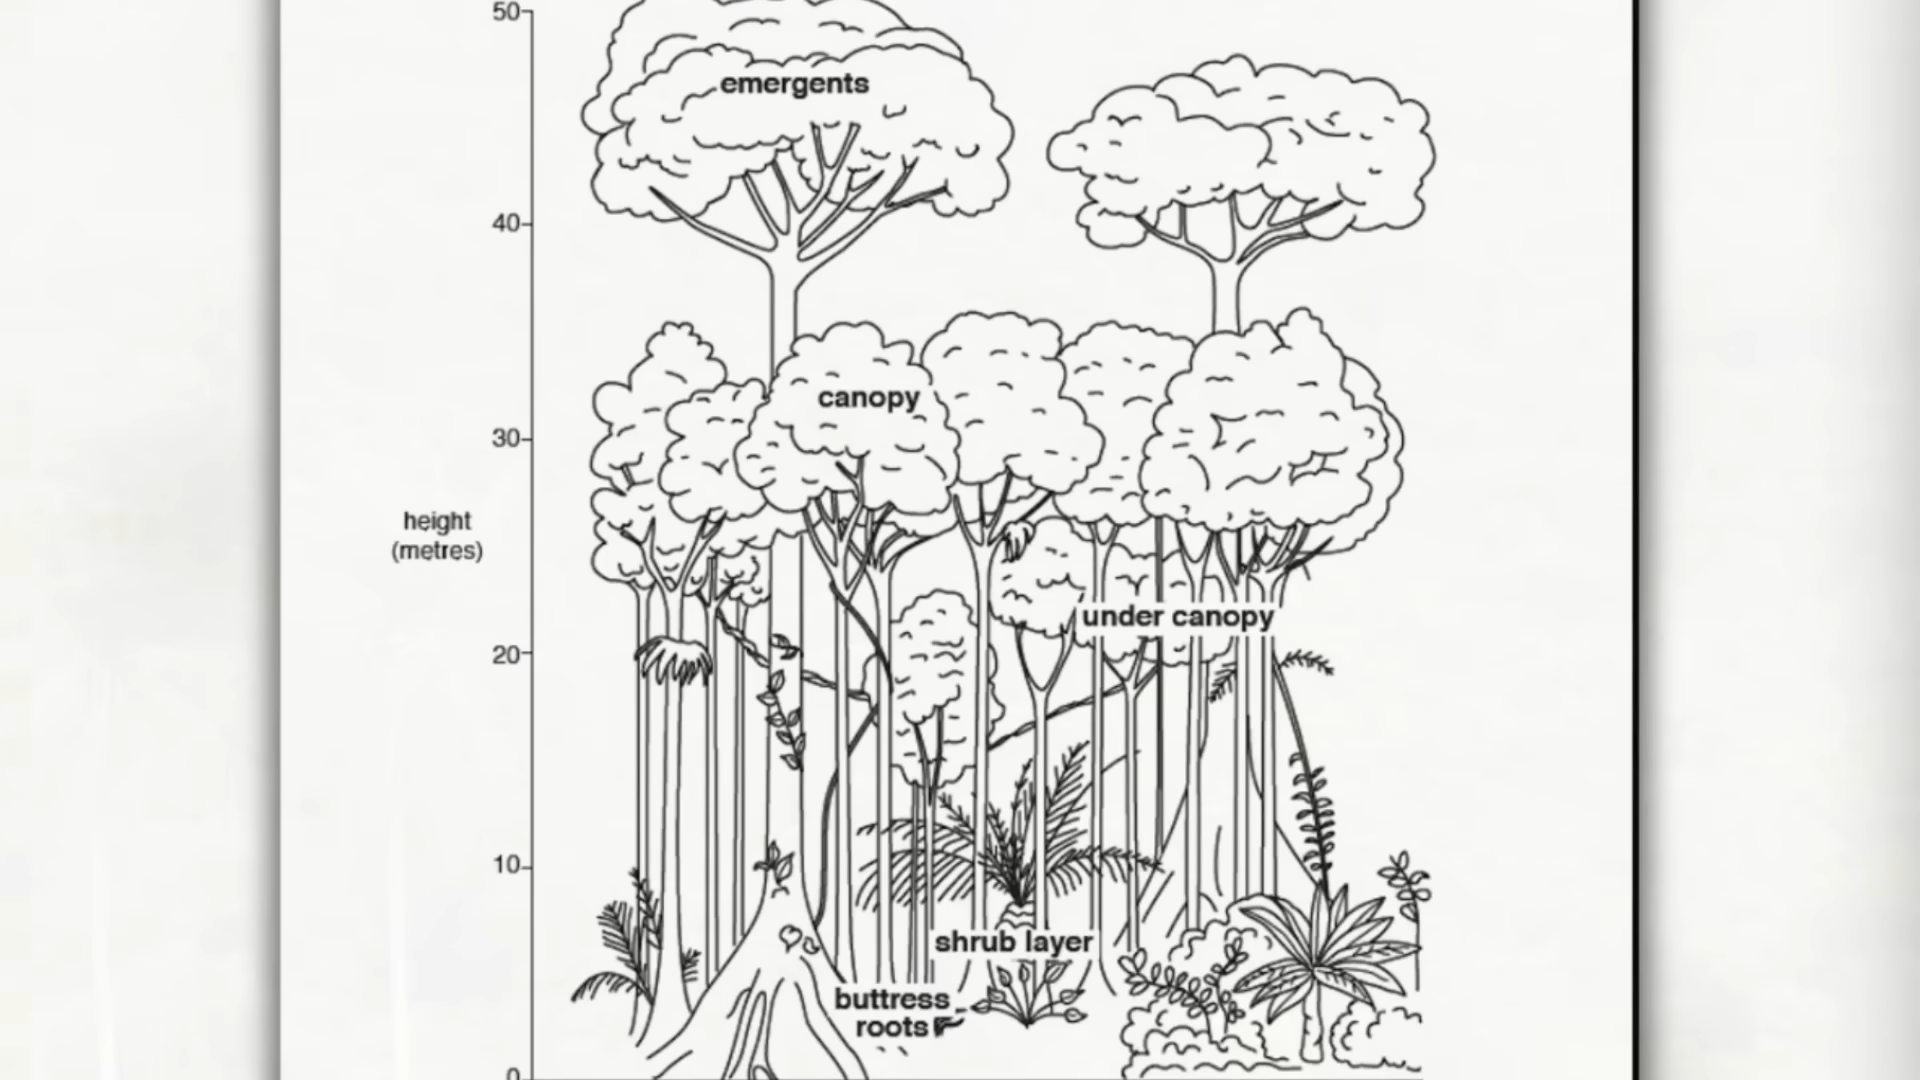 50
emergents
40
canopy
30
height
(metres)
under canopy
20
10
shrub layer
buttress
roots
0